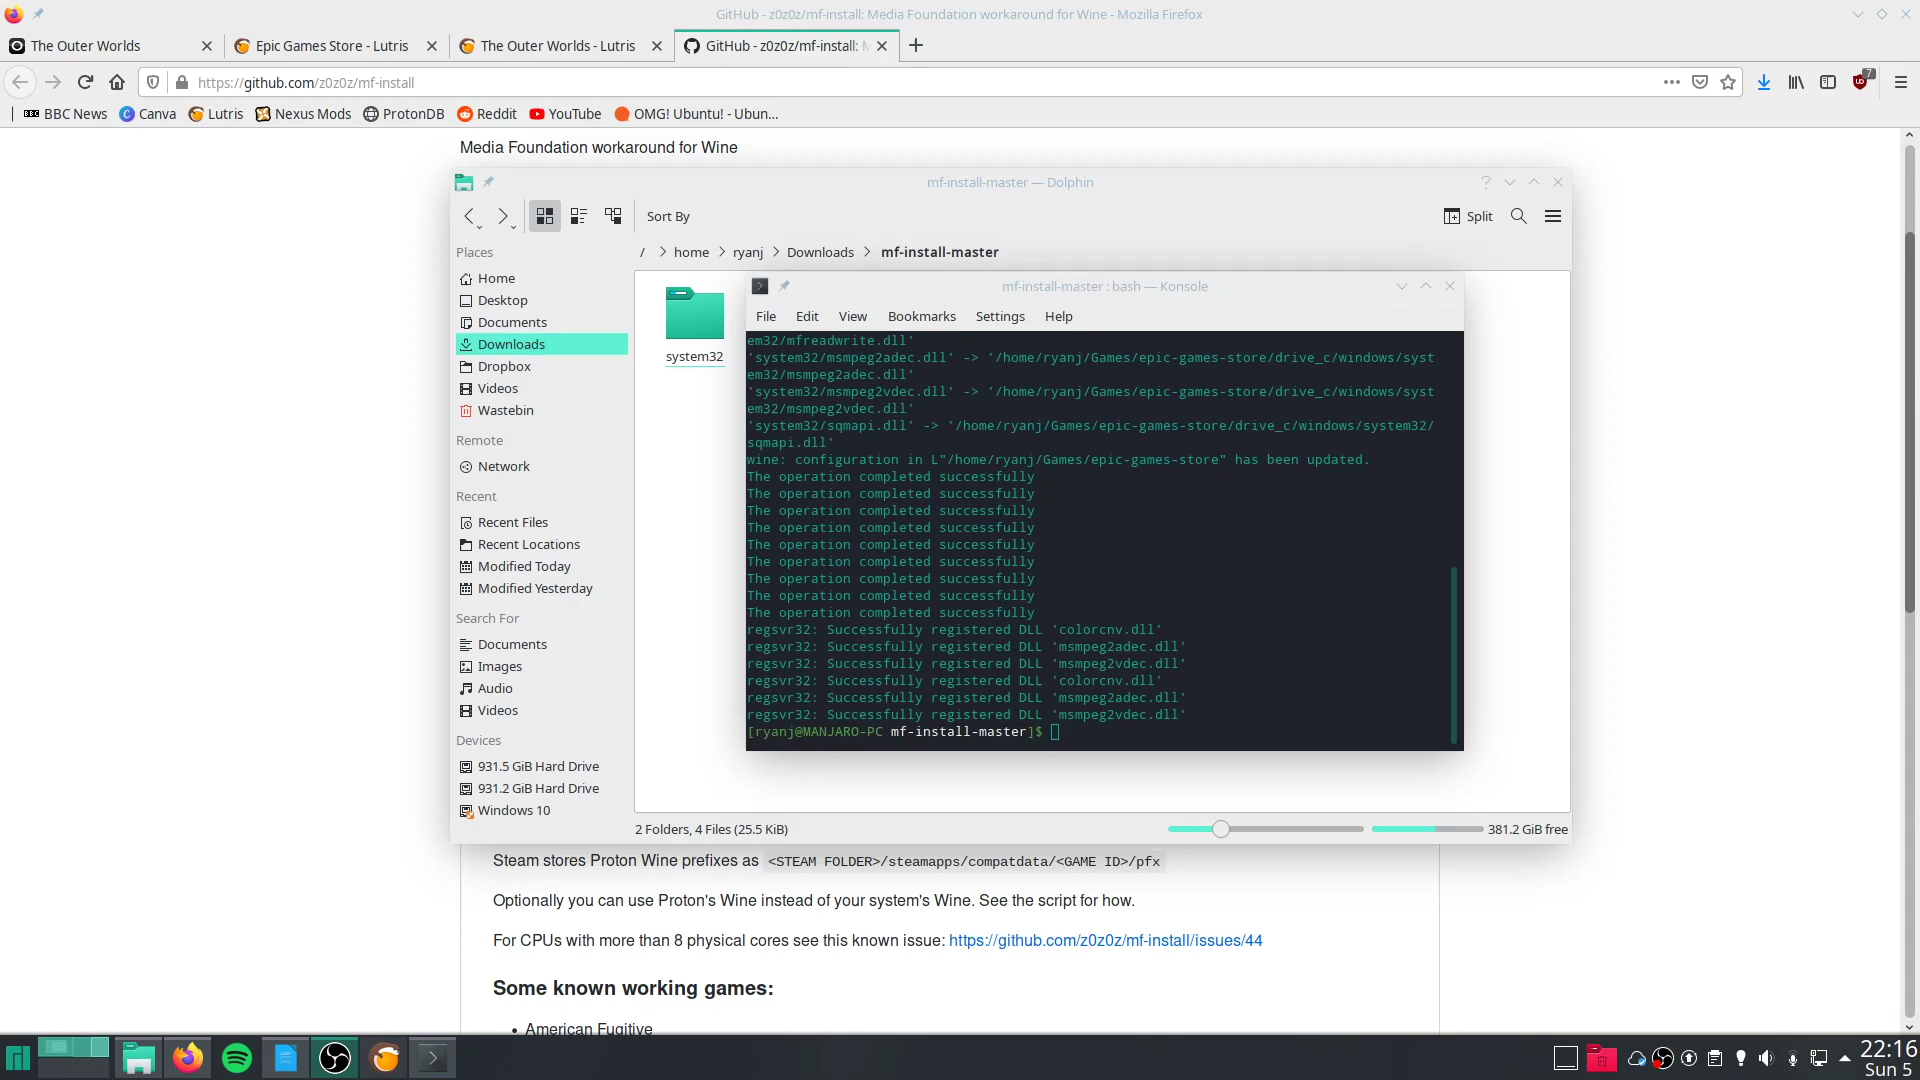 GitHub - z0z0z/mf-install: Media Foundation workaround for Wine - Mozilla Firefox
The Outer Worlds
Epic Games Store - Lutris
The Outer Worlds - Lutris
GitHub - z0z0z/mf-install: M
https://github.com/z0z0z/mf-install
7
BBC News
Canva
Lutris
Nexus Mods
ProtonDB
Reddit
YouTube
OMG! Ubuntu! - Ubun...
Media Foundation workaround for Wine
mf-install-master — Dolphin
Sort By
Split
Places
/ > home > ryanj > Downloads > mf-install-master
Home
Desktop
Documents
Downloads
Dropbox
Videos
Wastebin
Remote
Network
Recent
Recent Files
Recent Locations
Modified Today
Modified Yesterday
Search For
Documents
Images
Audio
Videos
Devices
931.5 GiB Hard Drive
931.2 GiB Hard Drive
Windows 10
system32
mf-install-master : bash — Konsole
File Edit View Bookmarks Settings Help
em32/mfreadwrite.dll'
'system32/msmpeg2adec.dll' -> '/home/ryanj/Games/epic-games-store/drive_c/windows/syst
em32/msmpeg2adec.dll'
'system32/msmpeg2vdec.dll' -> '/home/ryanj/Games/epic-games-store/drive_c/windows/syst
em32/msmpeg2vdec.dll'
'system32/sqmapi.dll' -> '/home/ryanj/Games/epic-games-store/drive_c/windows/system32/
sqmapi.dll'
wine: configuration in L"/home/ryanj/Games/epic-games-store" has been updated.
The operation completed successfully
The operation completed successfully
The operation completed successfully
The operation completed successfully
The operation completed successfully
The operation completed successfully
The operation completed successfully
The operation completed successfully
The operation completed successfully
regsvr32: Successfully registered DLL 'colorcnv.dll'
regsvr32: Successfully registered DLL 'msmpeg2adec.dll'
regsvr32: Successfully registered DLL 'msmpeg2vdec.dll'
regsvr32: Successfully registered DLL 'colorcnv.dll'
regsvr32: Successfully registered DLL 'msmpeg2adec.dll'
regsvr32: Successfully registered DLL 'msmpeg2vdec.dll'
[ryanj@MANJARO-PC mf-install-master]$
2 Folders, 4 Files (25.5 KiB)
381.2 GiB free
Steam stores Proton Wine prefixes as <STEAM FOLDER>/steamapps/compatdata/<GAME ID>/pfx
Optionally you can use Proton's Wine instead of your system's Wine. See the script for how.
For CPUs with more than 8 physical cores see this known issue: https://github.com/z0z0z/mf-install/issues/44
Some known working games:
• American Fugitive
22:16
Sun 5